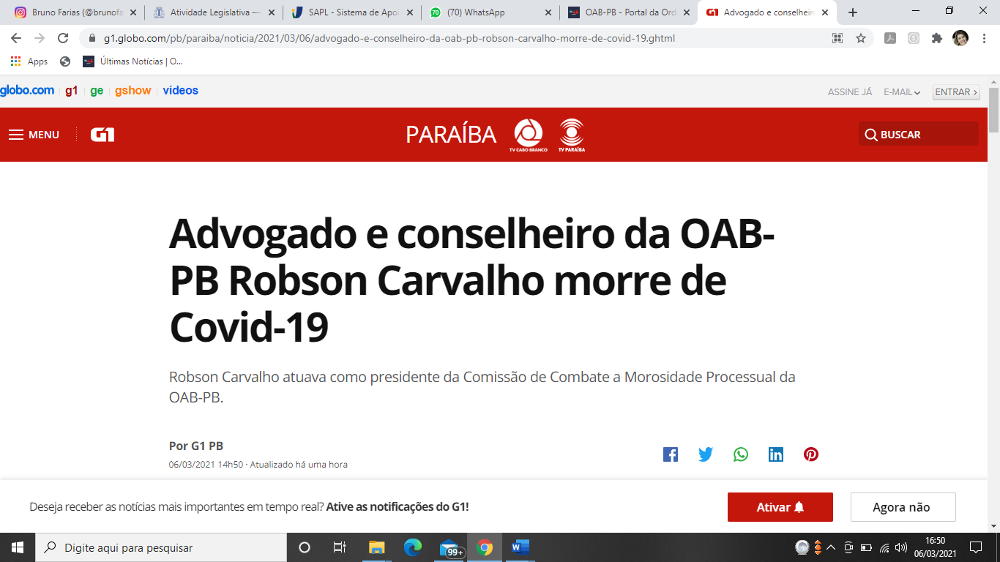 Bruno Farias (@brunofa
Atividade Legislativa —
SAPL - Sistema de Apoi
(70) WhatsApp
OAB-PB - Portal da Ord
Advogado e conselheiro
g1.globo.com/pb/paraiba/noticia/2021/03/06/advogado-e-conselheiro-da-oab-pb-robson-carvalho-morre-de-covid-19.ghtml
Apps
Últimas Notícias | O...
globo.com g1 ge gshow vídeos
ASSINE JÁ E-MAIL ENTRAR
MENU G1
PARAÍBA
TV CABO BRANCO
TV PARAÍBA
BUSCAR
Advogado e conselheiro da OAB-
PB Robson Carvalho morre de
Covid-19
Robson Carvalho atuava como presidente da Comissão de Combate a Morosidade Processual da
OAB-PB.
Por G1 PB
06/03/2021 14h50 · Atualizado há uma hora
Deseja receber as notícias mais importantes em tempo real? Ative as notificações do G1!
Ativar
Agora não
Digite aqui para pesquisar
99+
16:50
06/03/2021